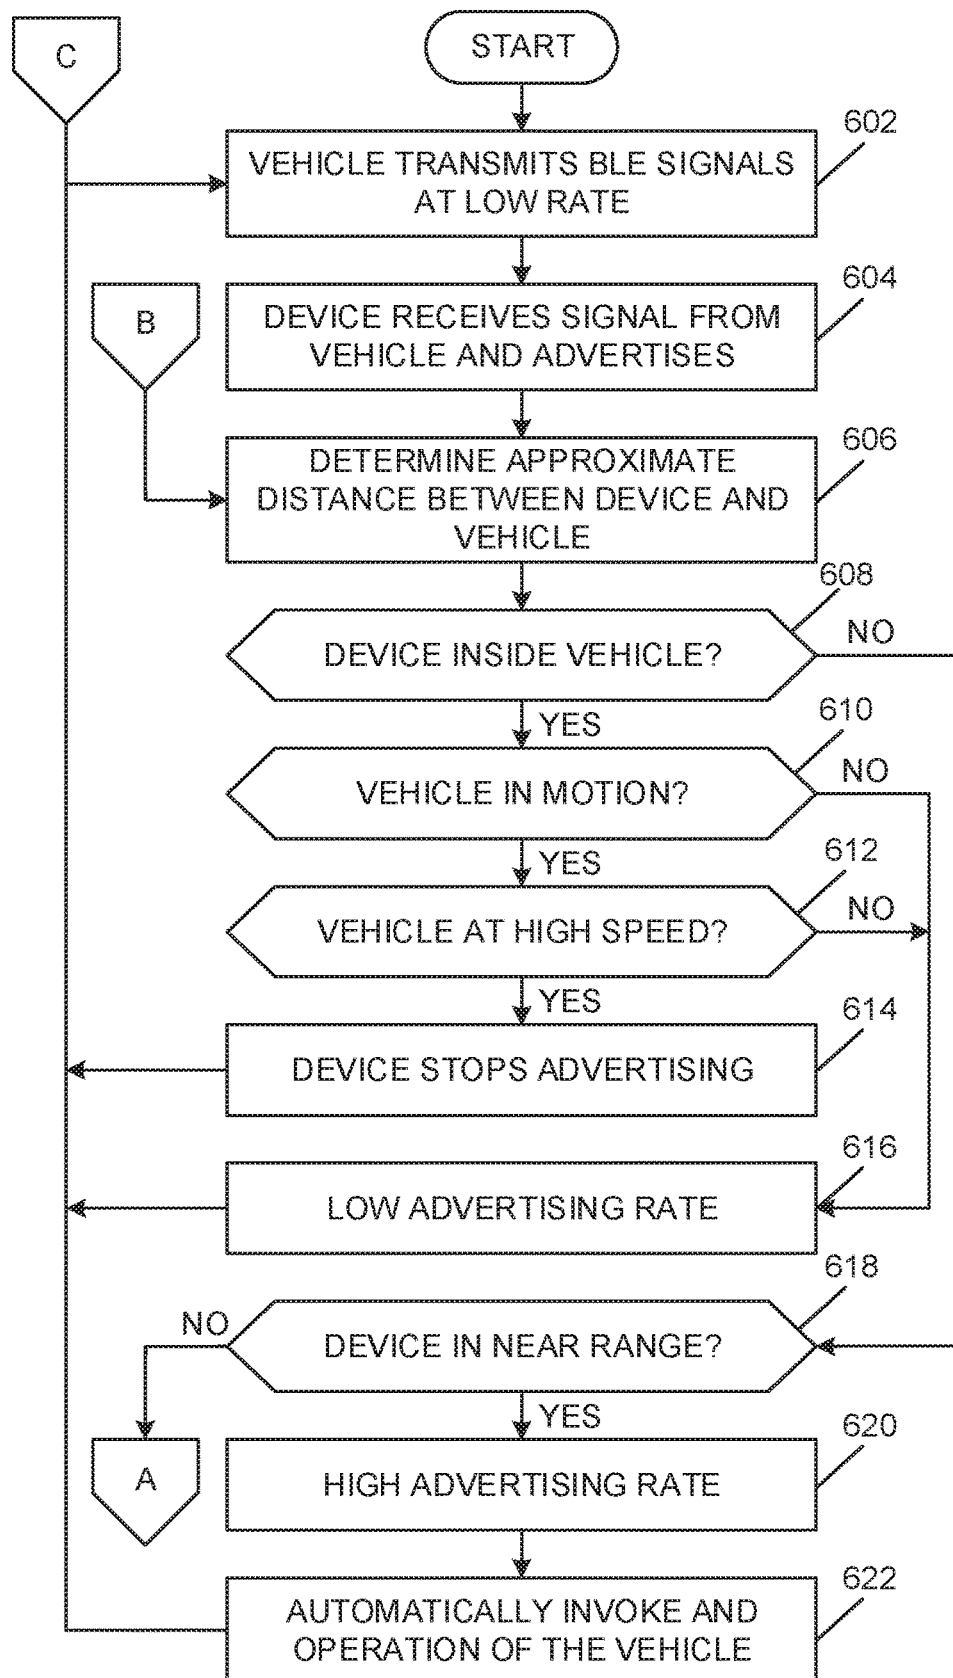 C
START
602
VEHICLE TRANSMITS BLE SIGNALS
AT LOW RATE
604
B
DEVICE RECEIVES SIGNAL FROM
VEHICLE AND ADVERTISES
606
DETERMINE APPROXIMATE
DISTANCE BETWEEN DEVICE AND
VEHICLE
608
DEVICE INSIDE VEHICLE?
NO
YES
610
VEHICLE IN MOTION?
NO
YES
612
VEHICLE AT HIGH SPEED?
NO
YES
614
DEVICE STOPS ADVERTISING
616
LOW ADVERTISING RATE
618
NO
DEVICE IN NEAR RANGE?
YES
620
A
HIGH ADVERTISING RATE
622
AUTOMATICALLY INVOKE AND
OPERATION OF THE VEHICLE